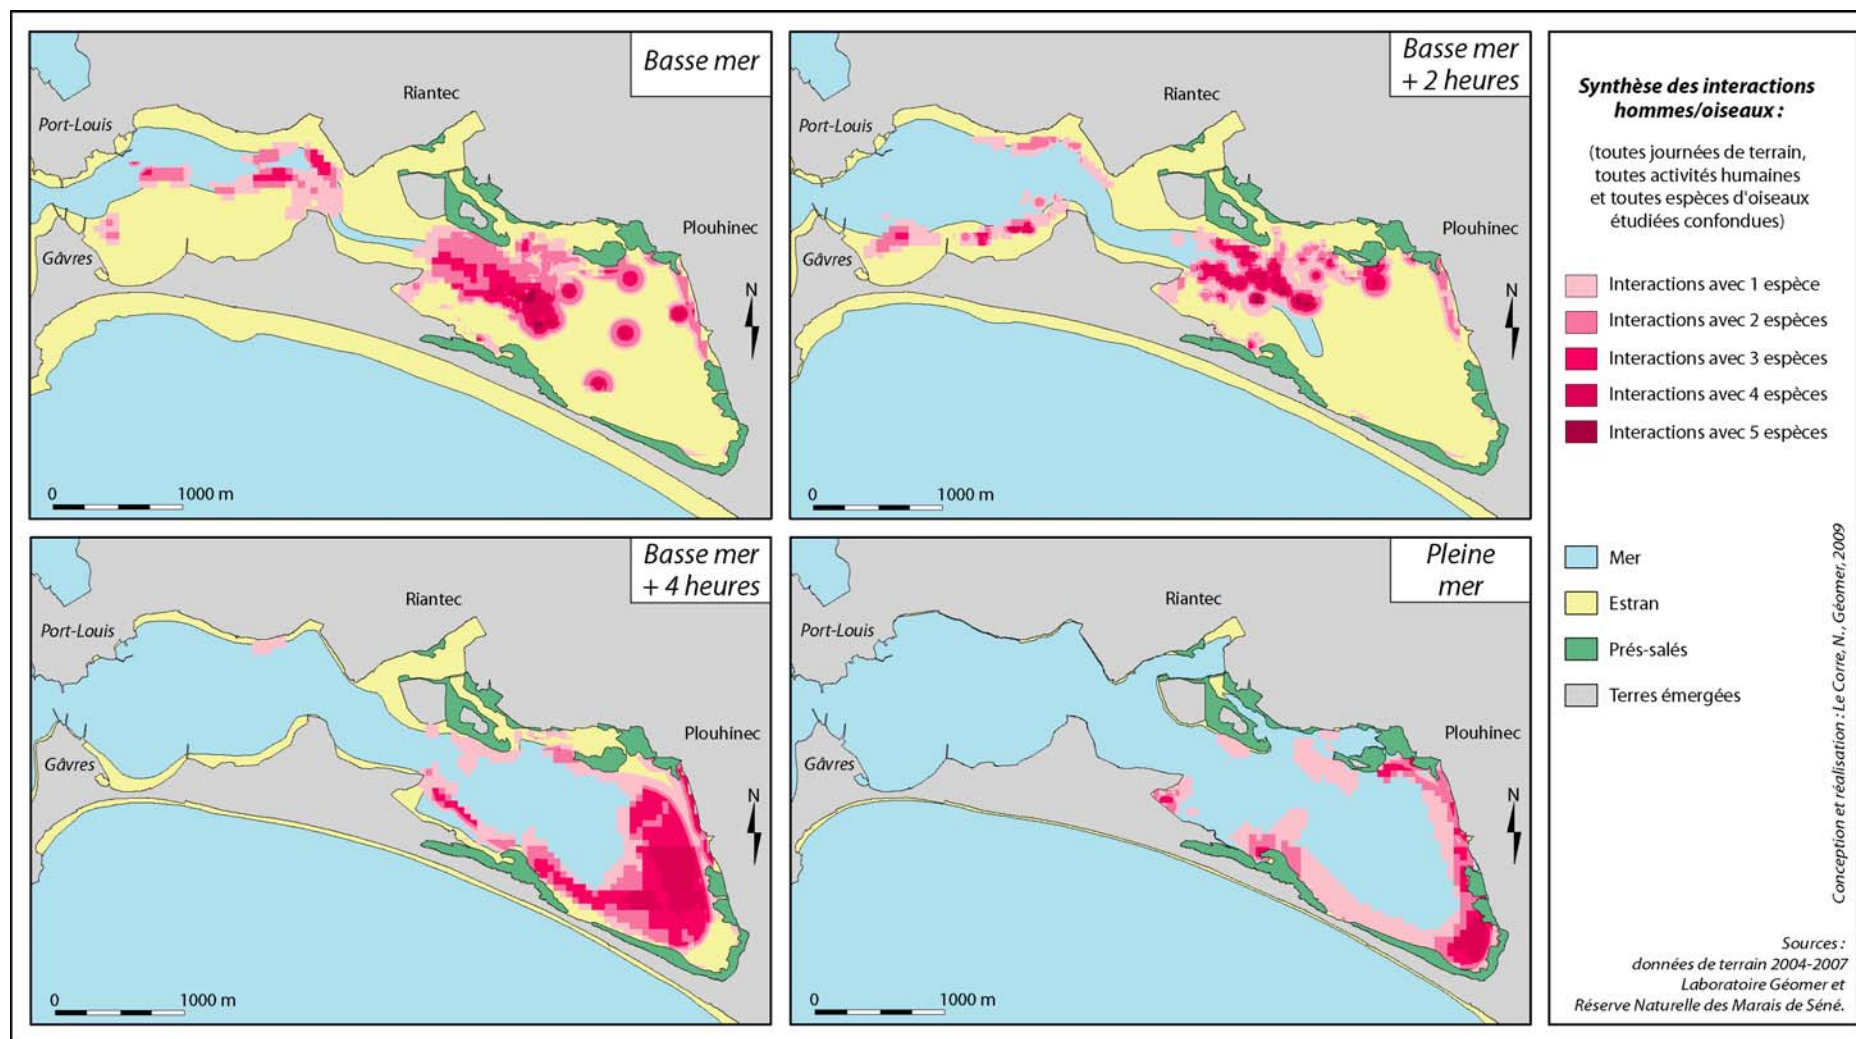 Basse mer
Riantec
Port-Louis
Plouhinec
Gâvres
N
0 1000 m
Basse mer
+ 2 heures
Riantec
Port-Louis
Plouhinec
Gâvres
N
0 1000 m
Basse mer
+ 4 heures
Riantec
Port-Louis
Plouhinec
Gâvres
N
0 1000 m
Pleine
mer
Riantec
Port-Louis
Plouhinec
Gâvres
N
0 1000 m
Synthèse des interactions
hommes/oiseaux :
(toutes journées de terrain,
toutes activités humaines
et toutes espèces d'oiseaux
étudiées confondues)
Interactions avec 1 espèce
Interactions avec 2 espèces
Interactions avec 3 espèces
Interactions avec 4 espèces
Interactions avec 5 espèces
Mer
Estran
Prés-salés
Terres émergées
Conception et réalisation : Le Corre, N., Géomer, 2009
Sources :
données de terrain 2004-2007
Laboratoire Géomer et
Réserve Naturelle des Marais de Séné.